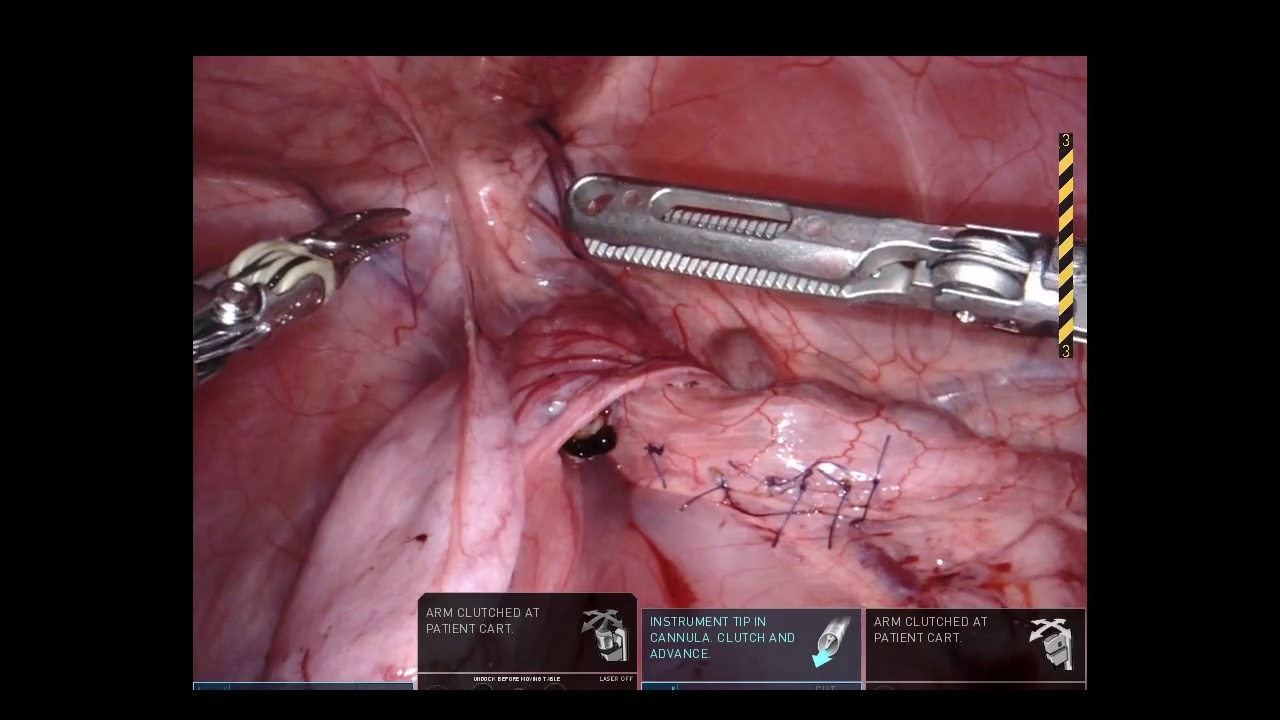 3
3
ARM CLUTCHED AT
PATIENT CART.
INSTRUMENT TIP IN
CANNULA. CLUTCH AND
ADVANCE.
ARM CLUTCHED AT
PATIENT CART.
UNDOCK BEFORE MOVING TABLE
LASER OFF